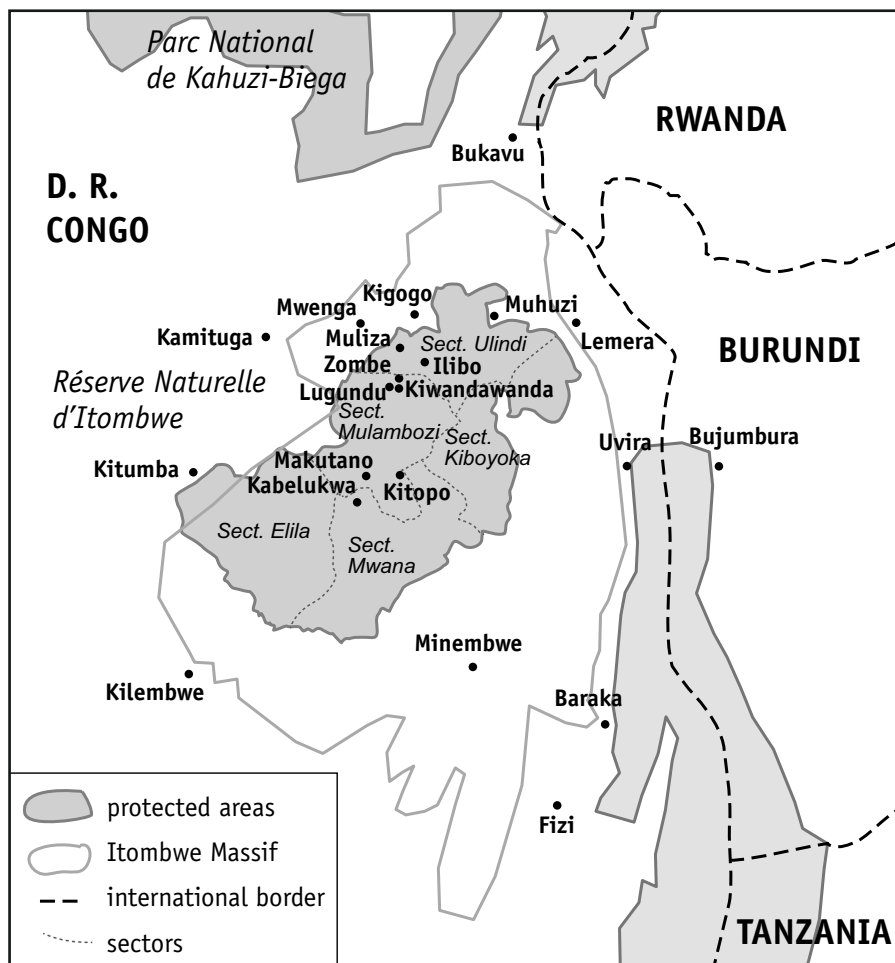 Parc National
de Kahuzi-Biega
RWANDA
Bukavu
D. R.
CONGO
Kigogo
Mwenga
Muhuzi
Kamituga
Muliza
Sect. Ulindi
Lemera
BURUNDI
Zombe
Ilibo
Réserve Naturelle
d'Itombwe
Lugundu
Kiwandawanda
Sect.
Mulambozi
Sect.
Kiboyoka
Uvira
Bujumbura
Kitumba
Makutano
Kabelukwa
Kitopo
Sect. Elila
Sect.
Mwana
Minembwe
Kilembwe
Baraka
Fizi
protected areas
Itombwe Massif
international border
sectors
TANZANIA